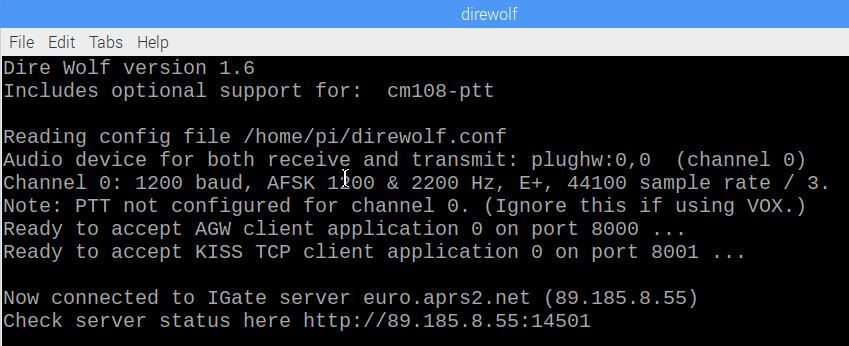 direwolf
File Edit Tabs Help
Dire Wolf version 1.6
Includes optional support for:  cm108-ptt
Reading config file /home/pi/direwolf.conf
Audio device for both receive and transmit: plughw:0,0  (channel 0)
Channel 0: 1200 baud, AFSK 1200 & 2200 Hz, E+, 44100 sample rate / 3.
Note: PTT not configured for channel 0. (Ignore this if using VOX.)
Ready to accept AGW client application 0 on port 8000 ...
Ready to accept KISS TCP client application 0 on port 8001 ...
Now connected to IGate server euro.aprs2.net (89.185.8.55)
Check server status here http://89.185.8.55:14501